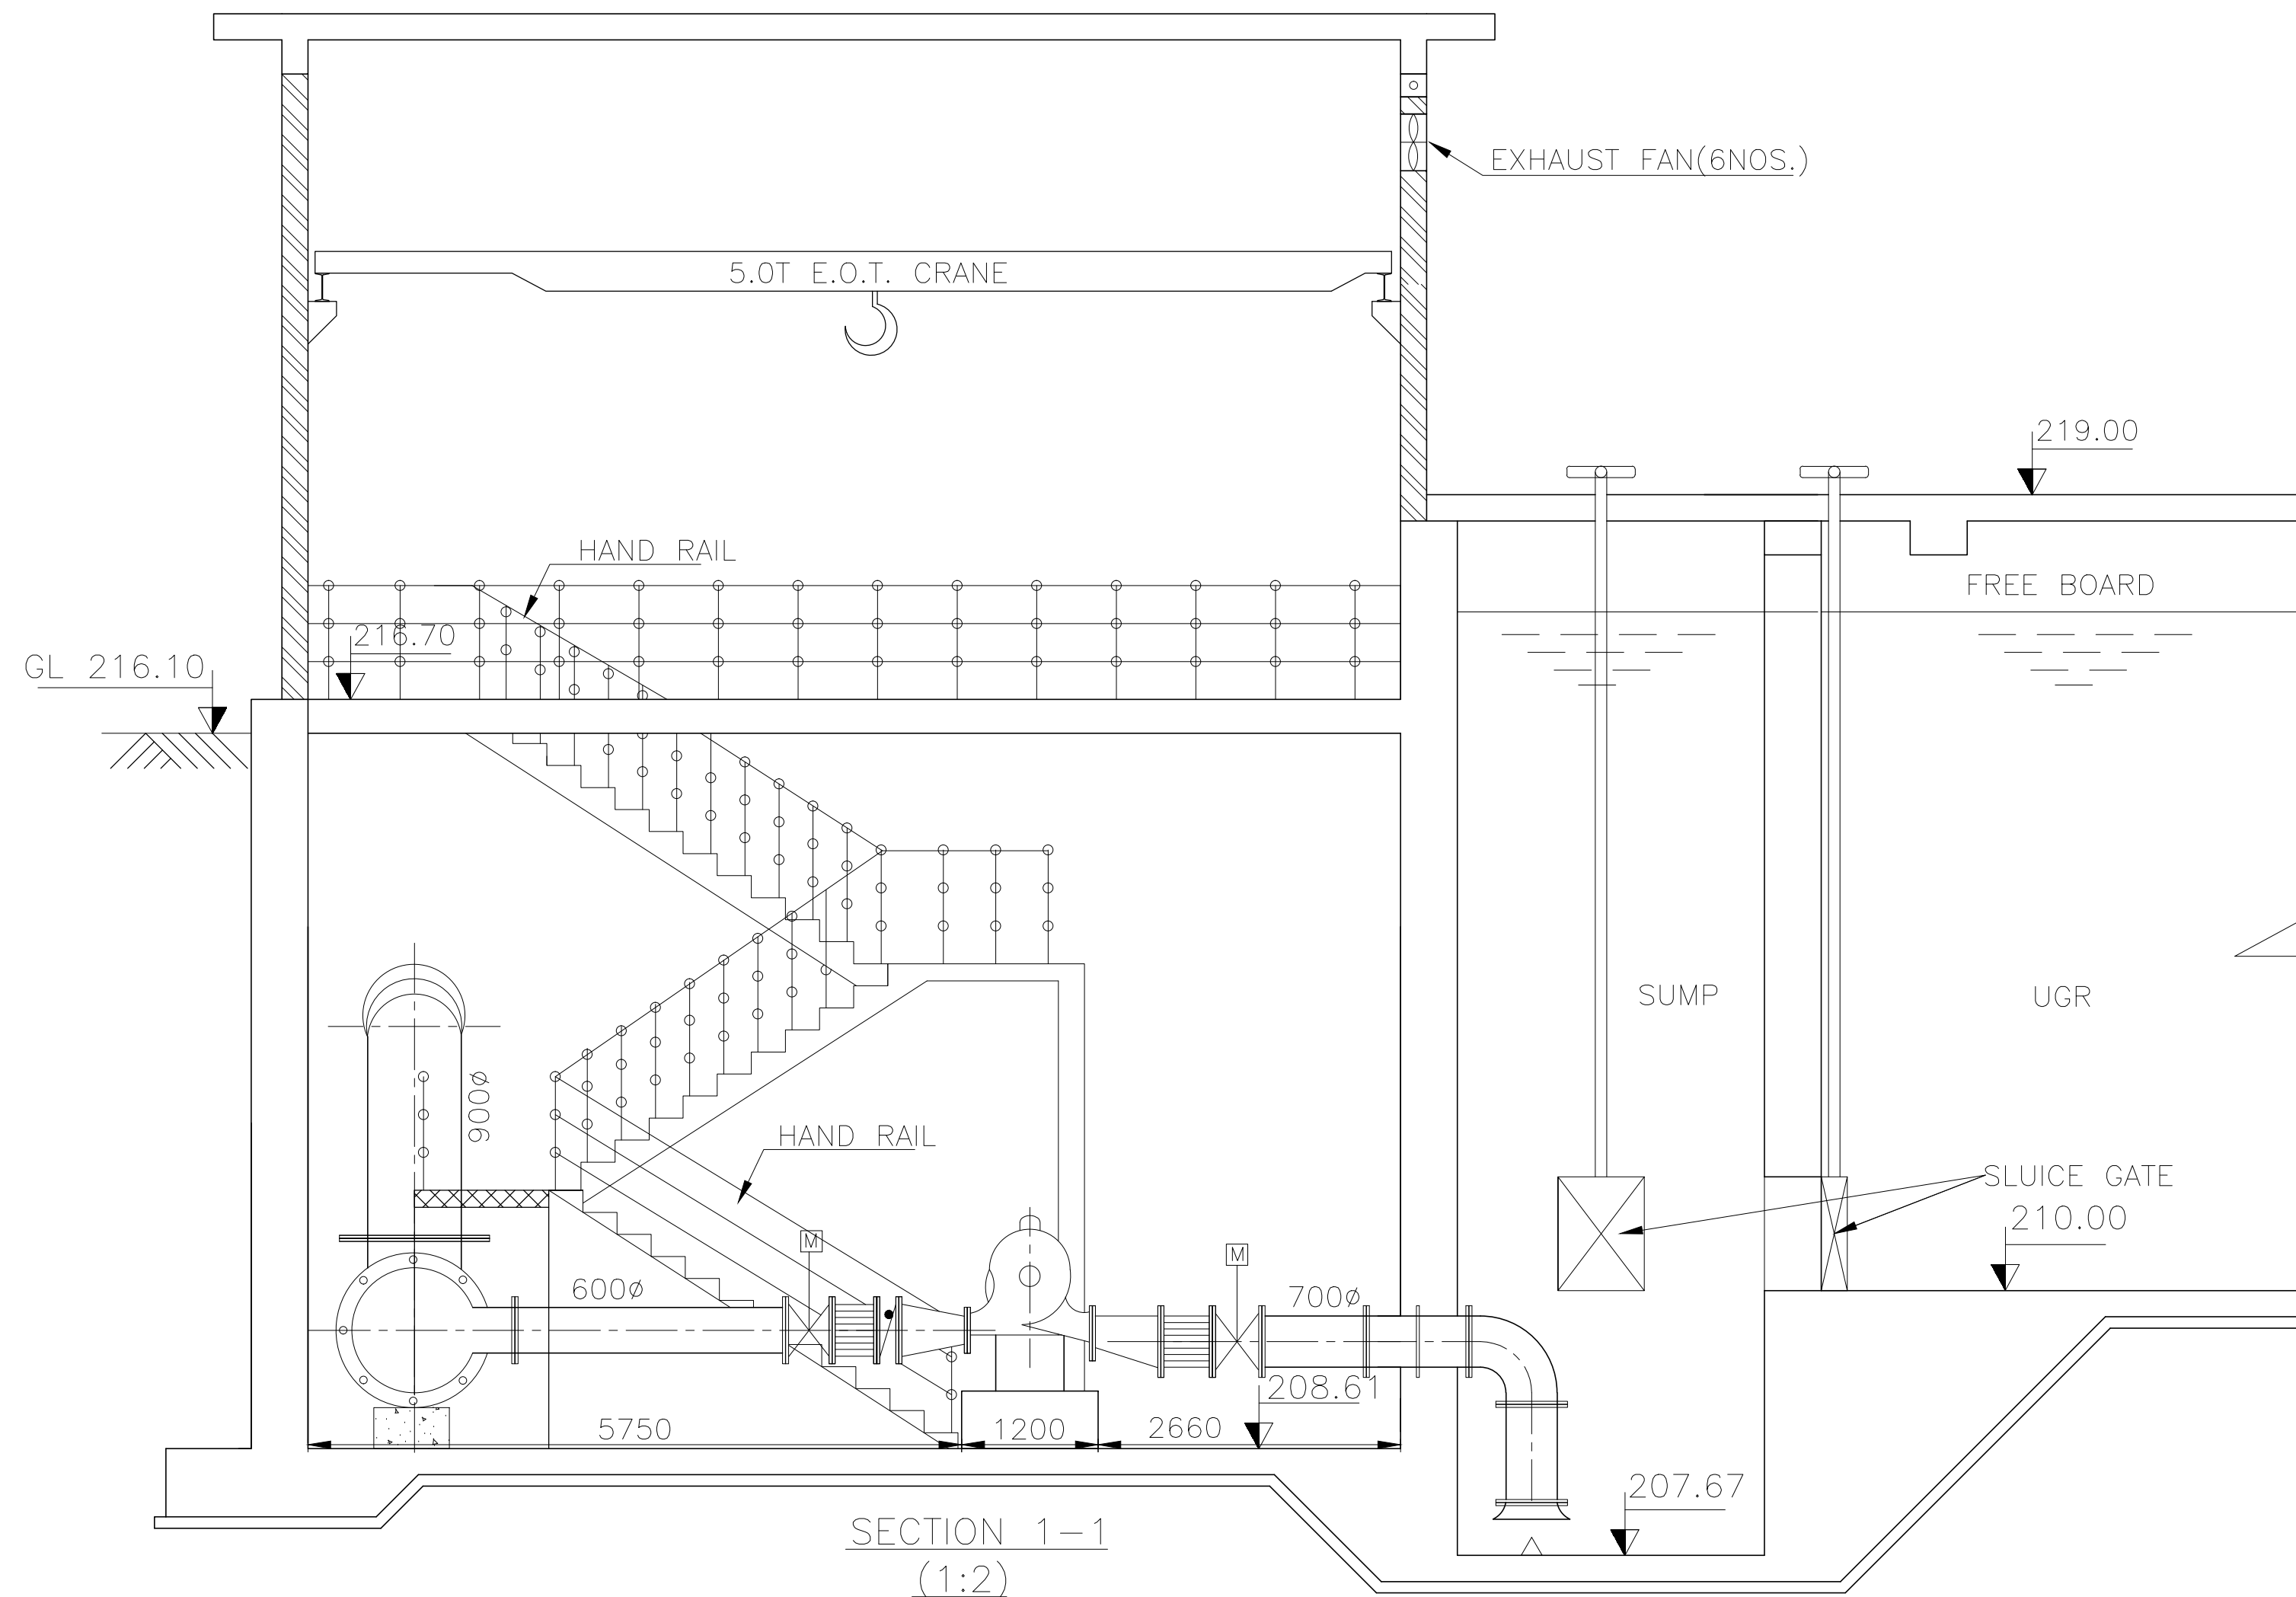 EXHAUST FAN(6NOS.)
5.0T E.O.T. CRANE
219.00
HAND RAIL
FREE BOARD
216.70
GL 216.10
SUMP
UGR
900ø
HAND RAIL
SLUICE GATE
210.00
M
M
600ø
700ø
208.61
5750
1200
2660
207.67
SECTION 1-1
(1:2)